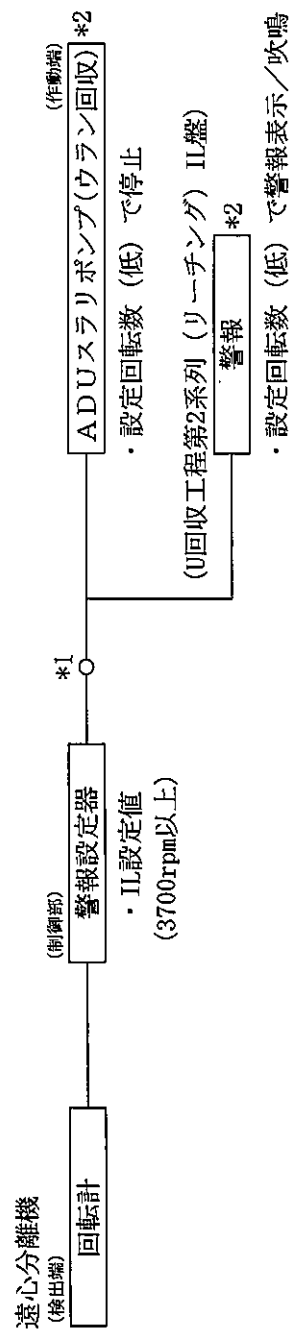 遠心分離機
(検出端)
回転計
(制御部)
警報設定器
・IL設定値
(3700rpm以上)
*1
(作動端)
ADUスラリポンプ(ウラン回収)
*2
・設定回転数(低)で停止
(U回収工程第2系列(リーチング) IL盤)
警報
*2
・設定回転数(低)で警報表示/吹鳴